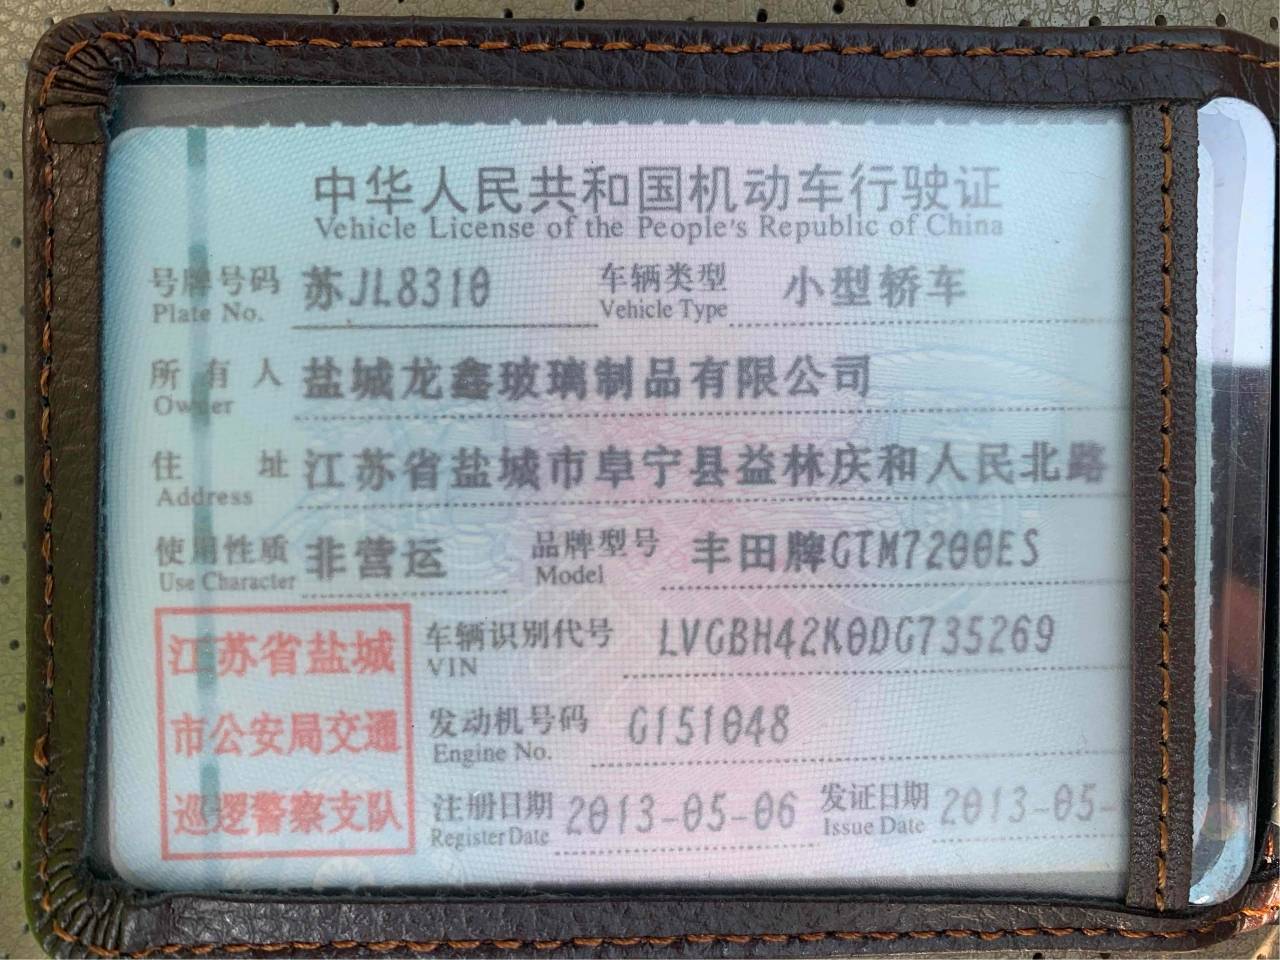 中华人民共和国机动车行驶证
Vehicle License of the People's Republic of China
号牌号码 苏JL8310 车辆类型 小型轿车
Plate No. Vehicle Type
所有人 盐城龙鑫玻璃制品有限公司
Owner
住址 江苏省盐城市阜宁县益林庆和人民北路
Address
使用性质 非营运 品牌型号 丰田牌GTM7200ES
Use Character Model
江苏省盐城
市公安局交通
巡逻警察支队
车辆识别代号 LVGBH42K0DG735269
VIN
发动机号码 G151048
Engine No.
注册日期 2013-05-06 发证日期 2013-05-
Register Date Issue Date